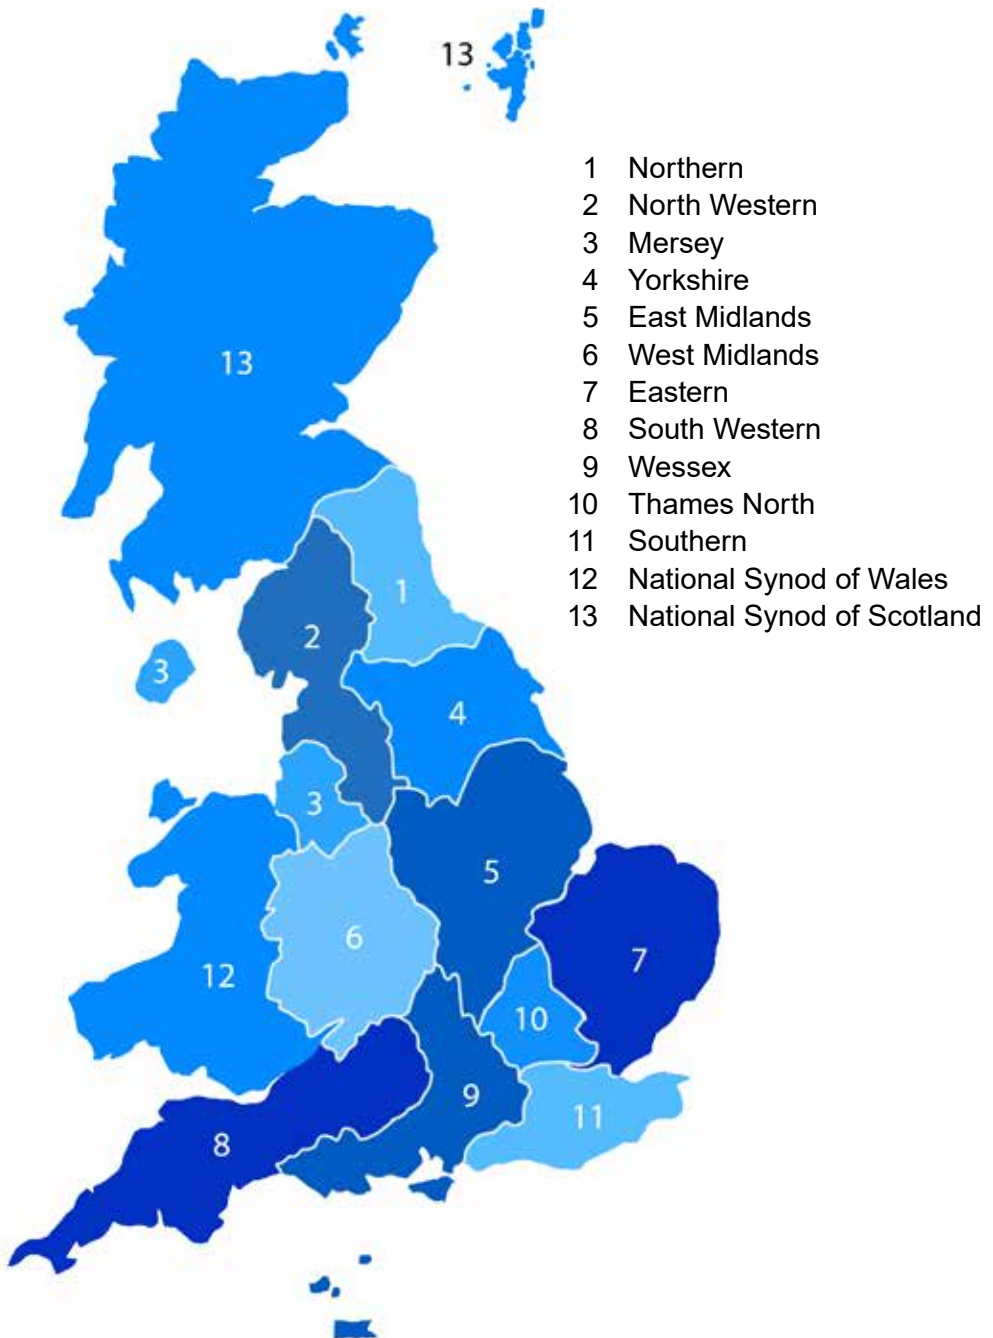 13
1 Northern
2 North Western
3 Mersey
4 Yorkshire
5 East Midlands
6 West Midlands
7 Eastern
8 South Western
9 Wessex
10 Thames North
11 Southern
12 National Synod of Wales
13 National Synod of Scotland
13
1
2
3
4
3
5
6
7
12
10
9
11
8